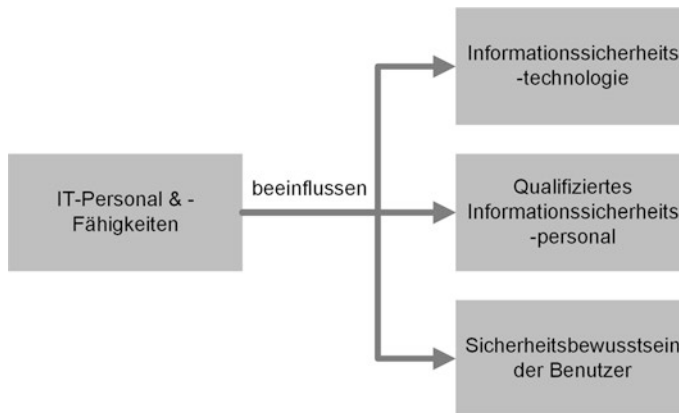 IT-Personal & -
Fähigkeiten
beeinflussen
Informationssicherheits
-technologie
Qualifiziertes
Informationssicherheits
-personal
Sicherheitsbewusstsein
der Benutzer